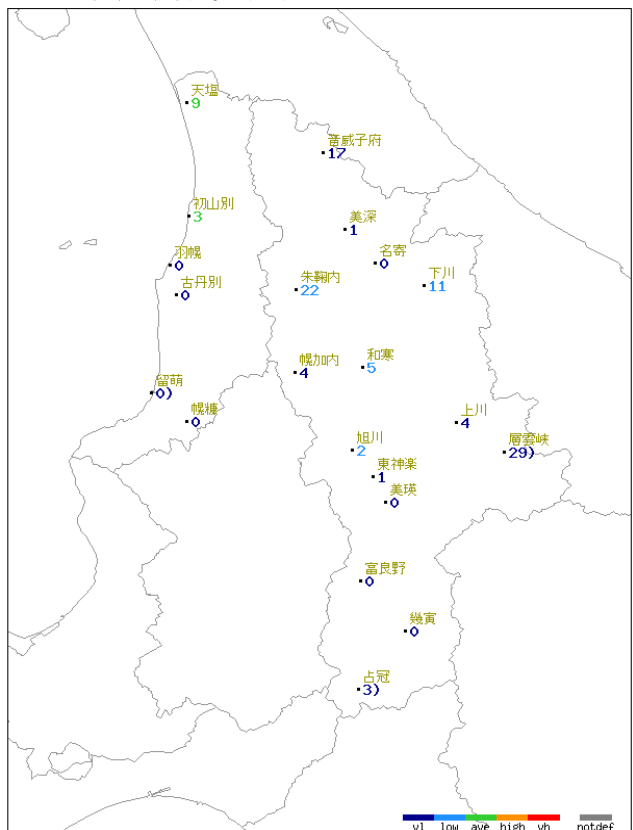 天塩
9
音威子府
17
初山別
3
美深
1
名寄
0
羽幌
0
下川
11
朱鞠内
22
古丹別
0
和寒
5
幌加内
4
留萌
0)
幌糠
0
上川
4
旭川
2
層雲峡
29)
東神楽
1
美瑛
0
富良野
0
幾寅
0
占冠
3)
vl low ave high vh notdef